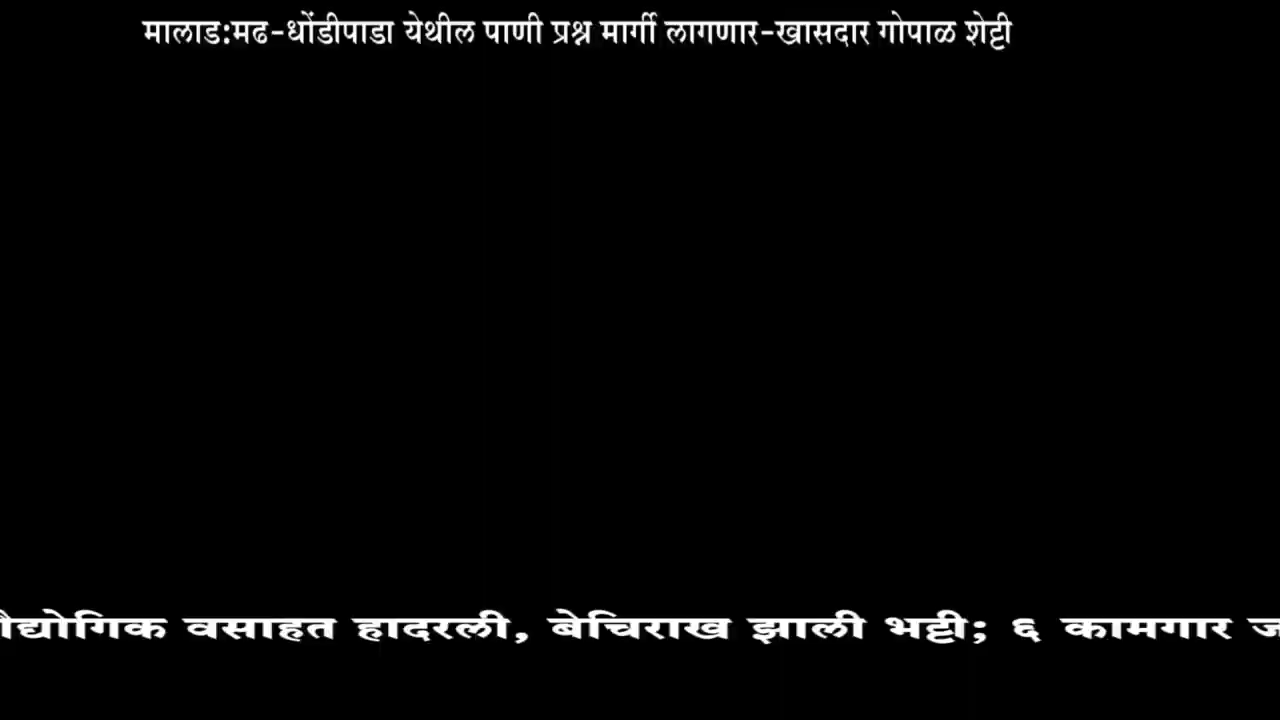 मालाड:मढ-धोंडीपाडा येथील पाणी प्रश्न मार्गी लागणार-खासदार गोपाळ शेट्टी
वसाहत हादरली, बेचिराख झाली भट्टी; ६ कामगार